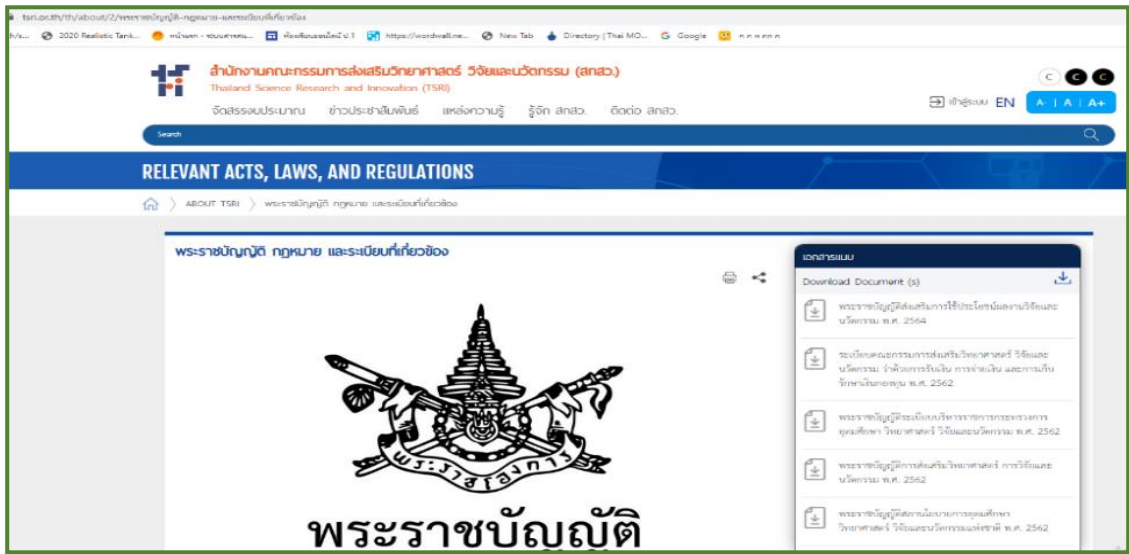 tsri.or.th/th/about/2/พระราชบัญญัติ-กฎหมาย-และระเบียบที่เกี่ยวข้อง
2020 Realistic Tank... ห้องเรียนออนไลน์ ป.1 https://wordwall.ne... New Tab Directory | Thai MO... Google
สำนักงานคณะกรรมการส่งเสริมวิทยาศาสตร์ วิจัยและนวัตกรรม (สกสว.)
Thailand Science Research and Innovation (TSRI)
C C C
จัดสรรงบประมาณ ข่าวประชาสัมพันธ์ แหล่งความรู้ รู้จัก สกสว. ติดต่อ สกสว.
เข้าสู่ระบบ EN A- | A | A+
Search
RELEVANT ACTS, LAWS, AND REGULATIONS
ABOUT TSRI พระราชบัญญัติ กฎหมาย และระเบียบที่เกี่ยวข้อง
พระราชบัญญัติ กฎหมาย และระเบียบที่เกี่ยวข้อง
เอกสารแนบ
Download Document (s)
พระราชบัญญัติส่งเสริมการใช้ประโยชน์ผลงานวิจัยและ
นวัตกรรม พ.ศ. 2564
ระเบียบคณะกรรมการส่งเสริมวิทยาศาสตร์ วิจัยและ
นวัตกรรม ว่าด้วยการรับเงิน การจ่ายเงิน และการเก็บ
รักษาเงินกองทุน พ.ศ. 2562
พระราชบัญญัติระเบียบบริหารราชการกระทรวงการ
อุดมศึกษา วิทยาศาสตร์ วิจัยและนวัตกรรม พ.ศ. 2562
พระราชบัญญัติการส่งเสริมวิทยาศาสตร์ การวิจัยและ
นวัตกรรม พ.ศ. 2562
พระราชบัญญัติสภานโยบายการอุดมศึกษา
วิทยาศาสตร์ วิจัยและนวัตกรรมแห่งชาติ พ.ศ. 2562
พระราชโองการ
พระราชบัญญัติ